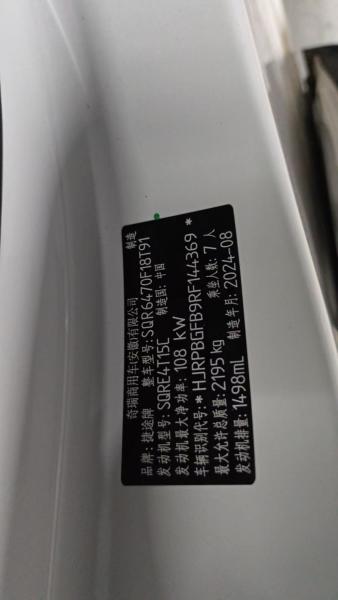 奇瑞商用车(安徽)有限公司 制造
品牌:捷途牌 整车型号:SQR6470F18T91
发动机型号:SQRE4T15C 制造国:中国
发动机最大净功率:108 KW
车辆识别代号:*HJRPBGFB9RF144369*
最大允许总质量:2195 kg 乘坐人数:7人
发动机排量:1498mL 制造年月:2024-08